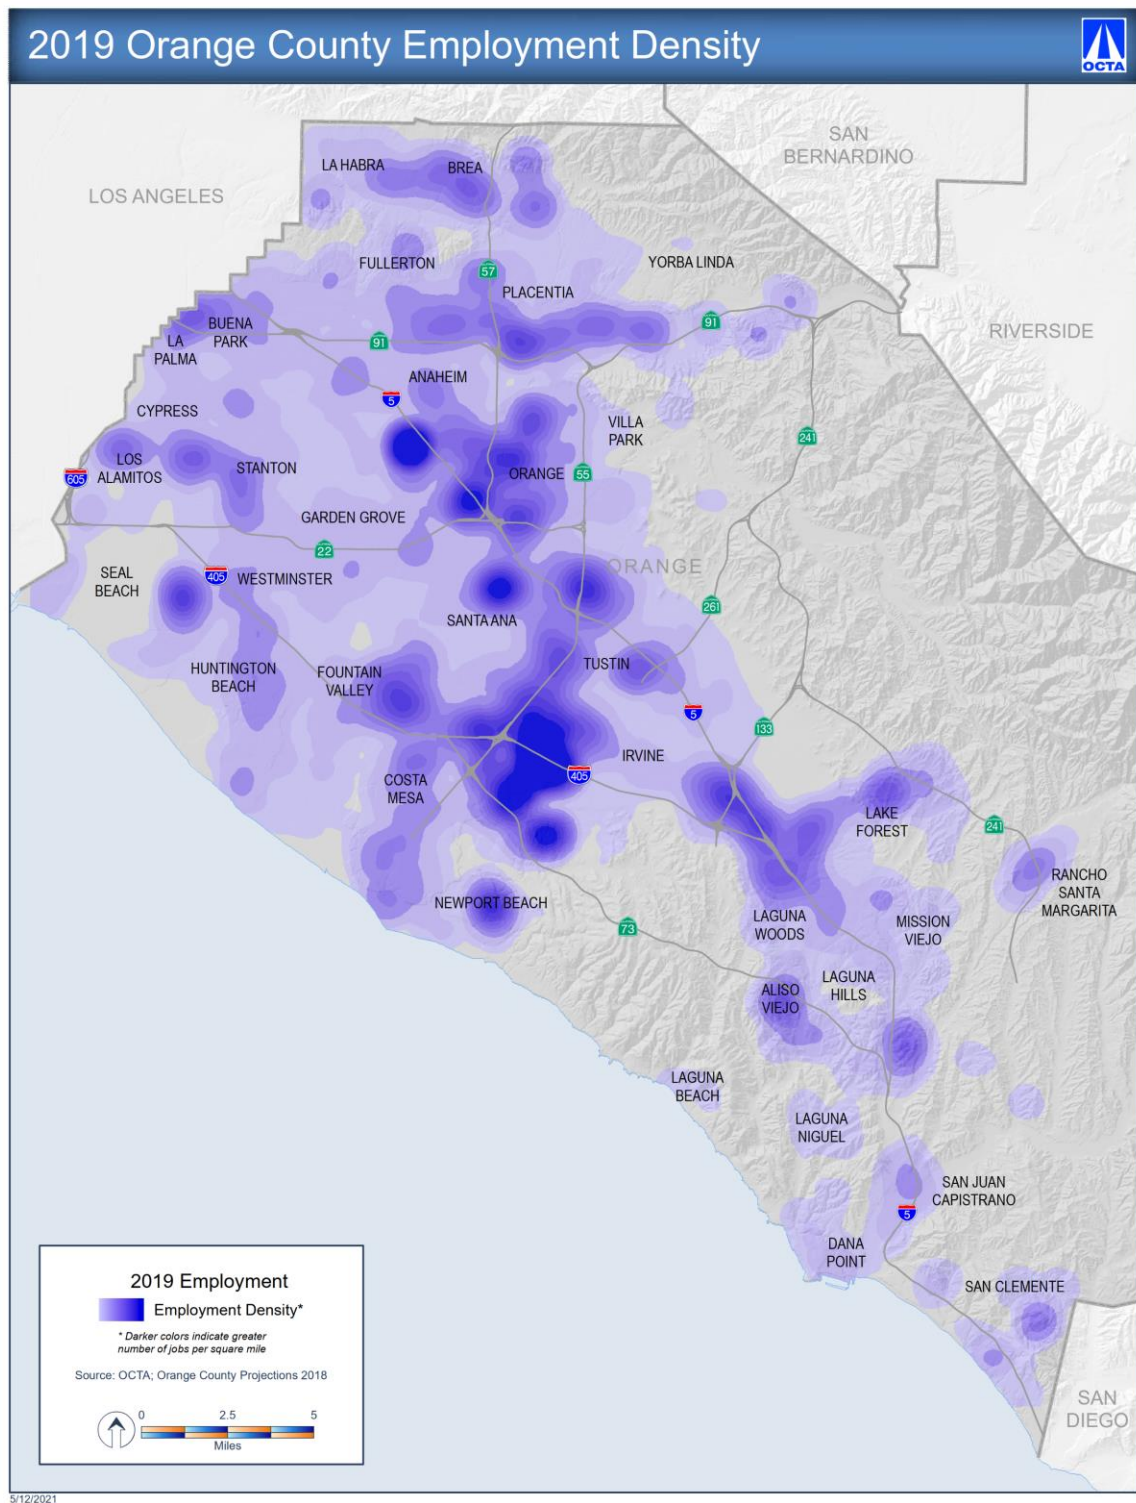 2019 Orange County Employment Density
OCTA
SAN
BERNARDINO
LOS ANGELES
LA HABRA
BREA
FULLERTON
57
YORBA LINDA
PLACENTIA
BUENA
PARK
LA
PALMA
91
91
RIVERSIDE
ANAHEIM
5
CYPRESS
VILLA
PARK
241
LOS
ALAMITOS
STANTON
ORANGE
55
605
GARDEN GROVE
22
SEAL
BEACH
405
WESTMINSTER
ORANGE
261
SANTA ANA
HUNTINGTON
BEACH
FOUNTAIN
VALLEY
TUSTIN
5
133
IRVINE
405
COSTA
MESA
LAKE
FOREST
241
RANCHO
SANTA
MARGARITA
NEWPORT BEACH
LAGUNA
WOODS
MISSION
VIEJO
73
ALISO
VIEJO
LAGUNA
HILLS
LAGUNA
BEACH
LAGUNA
NIGUEL
SAN JUAN
CAPISTRANO
5
DANA
POINT
SAN CLEMENTE
SAN
DIEGO
2019 Employment
Employment Density*
* Darker colors indicate greater
number of jobs per square mile
Source: OCTA; Orange County Projections 2018
0 2.5 5
Miles
5/12/2021